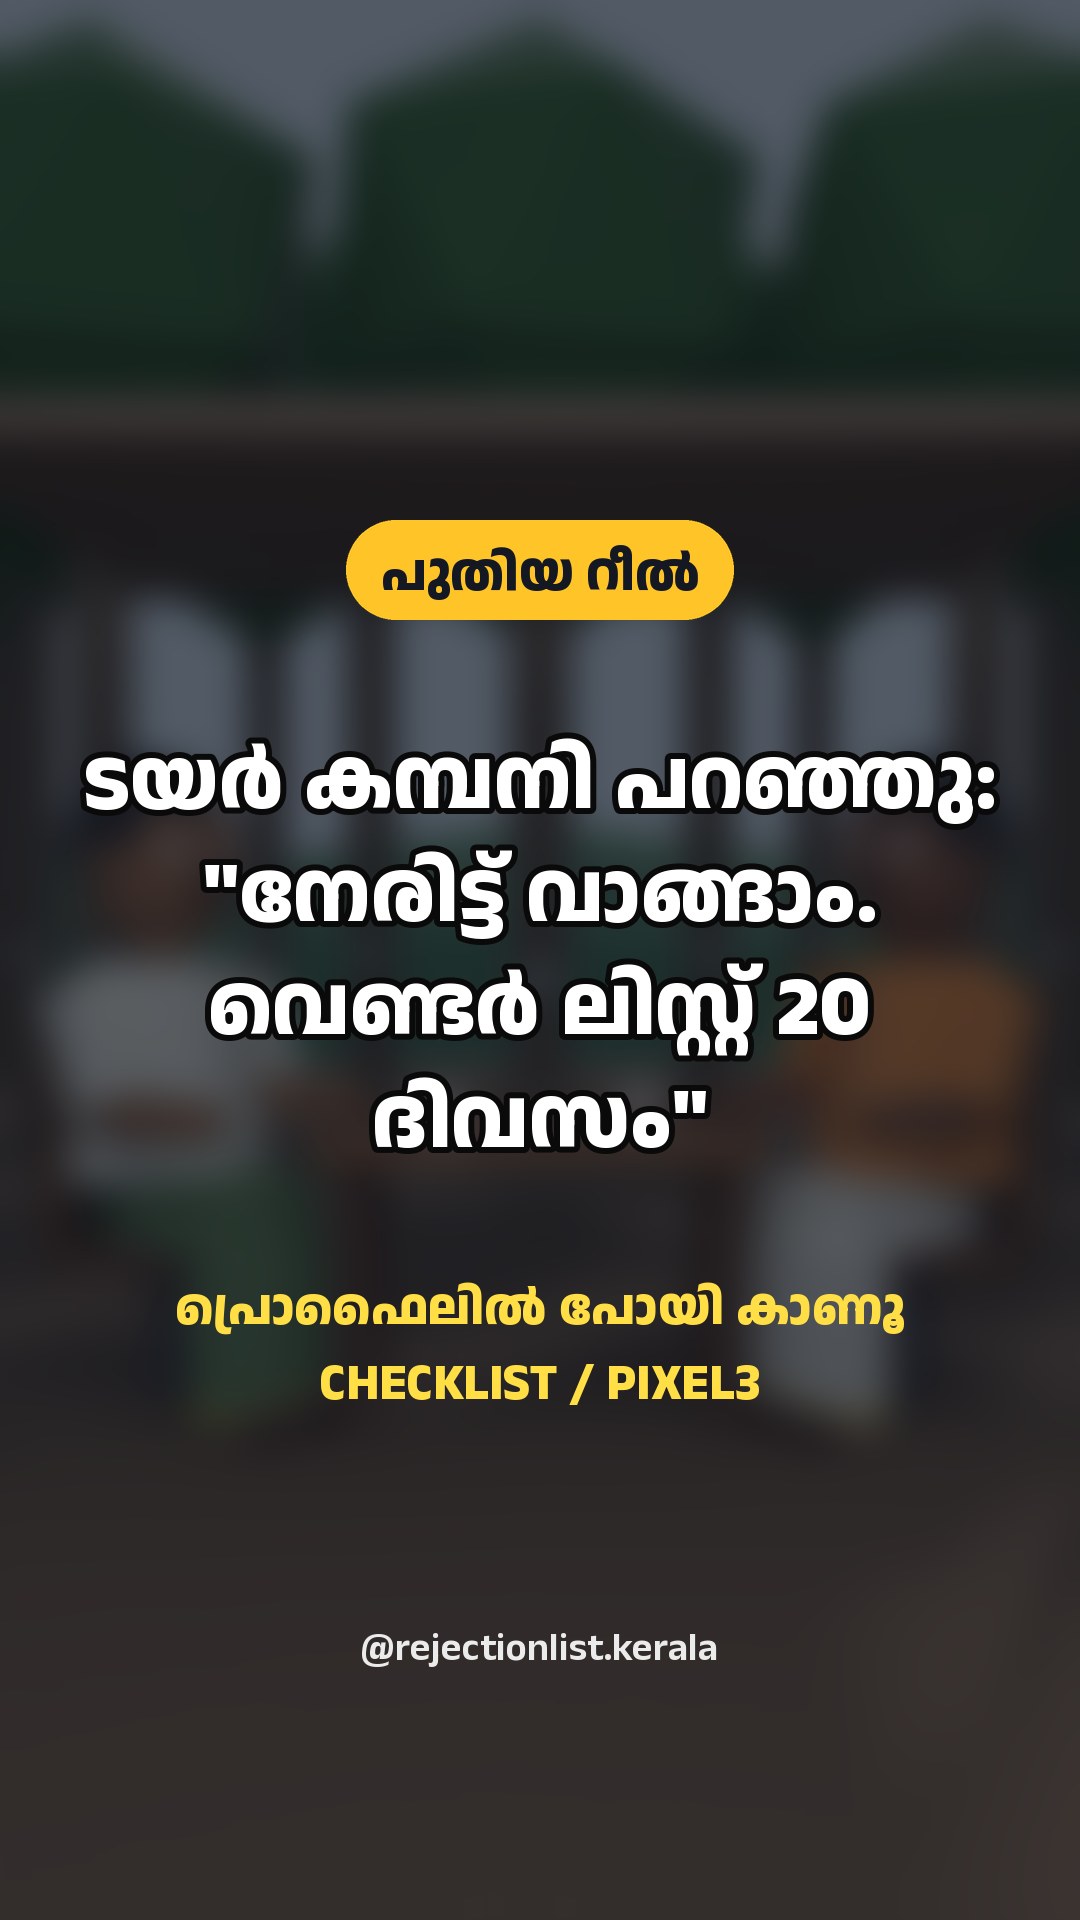 പുതിയ റീൽ
ടയർ കമ്പനി പറഞ്ഞു:
"നേരിട്ട് വാങ്ങാം.
വെണ്ടർ ലിസ്റ്റ് 20
ദിവസം"
പ്രൊഫൈലിൽ പോയി കാണൂ
CHECKLIST / PIXEL3
@rejectionlist.kerala